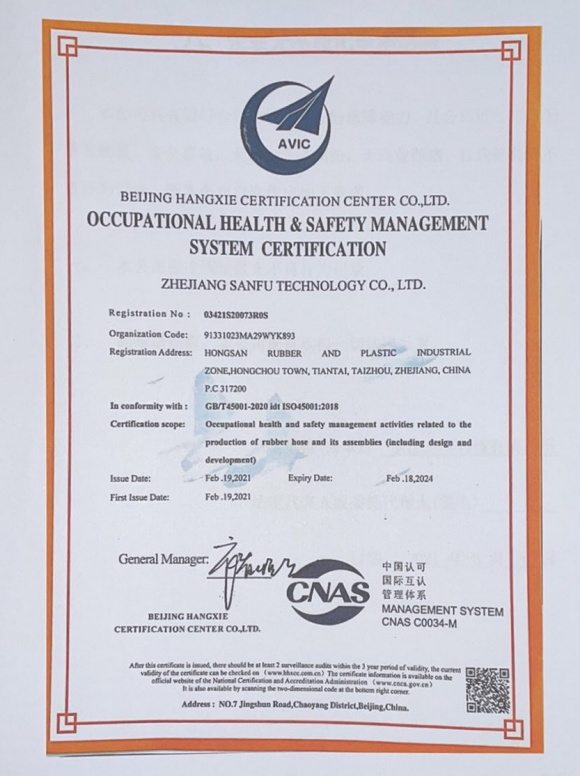 AVIC
BEIJING HANGXIE CERTIFICATION CENTER CO.,LTD.
OCCUPATIONAL HEALTH & SAFETY MANAGEMENT
SYSTEM CERTIFICATION
ZHEJIANG SANFU TECHNOLOGY CO., LTD.
Registration No : 03421S20073R0S
Organization Code: 91331023MA29WYK893
Registration Address: HONGSAN RUBBER AND PLASTIC INDUSTRIAL
ZONE,HONGCHOU TOWN, TIANTAI, TAIZHOU, ZHEJIANG, CHINA
P.C 317200
In conformity with : GB/T45001-2020 idt ISO45001:2018
Certification scope: Occupational health and safety management activities related to the
production of rubber hose and its assemblies (including design and
development)
Issue Date: Feb .19,2021 Expiry Date: Feb .18,2024
First Issue Date: Feb .19,2021
General Manager:
CNAS
中国认可
国际互认
管理体系
MANAGEMENT SYSTEM
CNAS C0034-M
BEIJING HANGXIE
CERTIFICATION CENTER CO.,LTD.
After this certificate is issued, there should be at least 2 surveillance audits within the 3 year period of validity, the current
validity of the certificate can be checked on (www.bhxcc.com.cn) The certificate information is available on the
official website of the National Certification and Accreditation Administration (www.cnca.gov.cn)
It is also available by scanning the two-dimensional code at the bottom right corner.
Address : NO.7 Jingshun Road,Chaoyang District,Beijing,China.